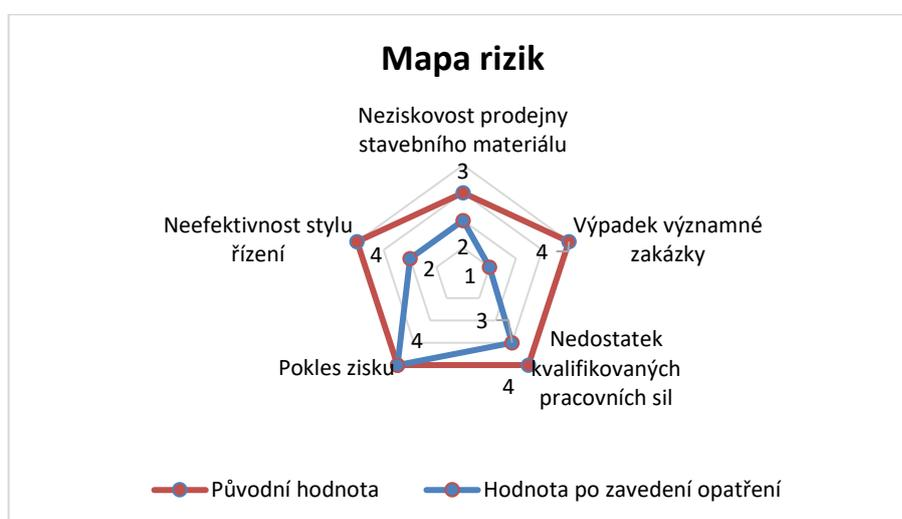 Mapa rizik
Neziskovost prodejny
stavebního materiálu
3
Neefektivnost stylu
řízení
Výpadek významné
zakázky
4
4
2
2
1
3
4
Pokles zisku
Nedostatek
kvalifikovaných
pracovních sil
4
Původní hodnota
Hodnota po zavedení opatření